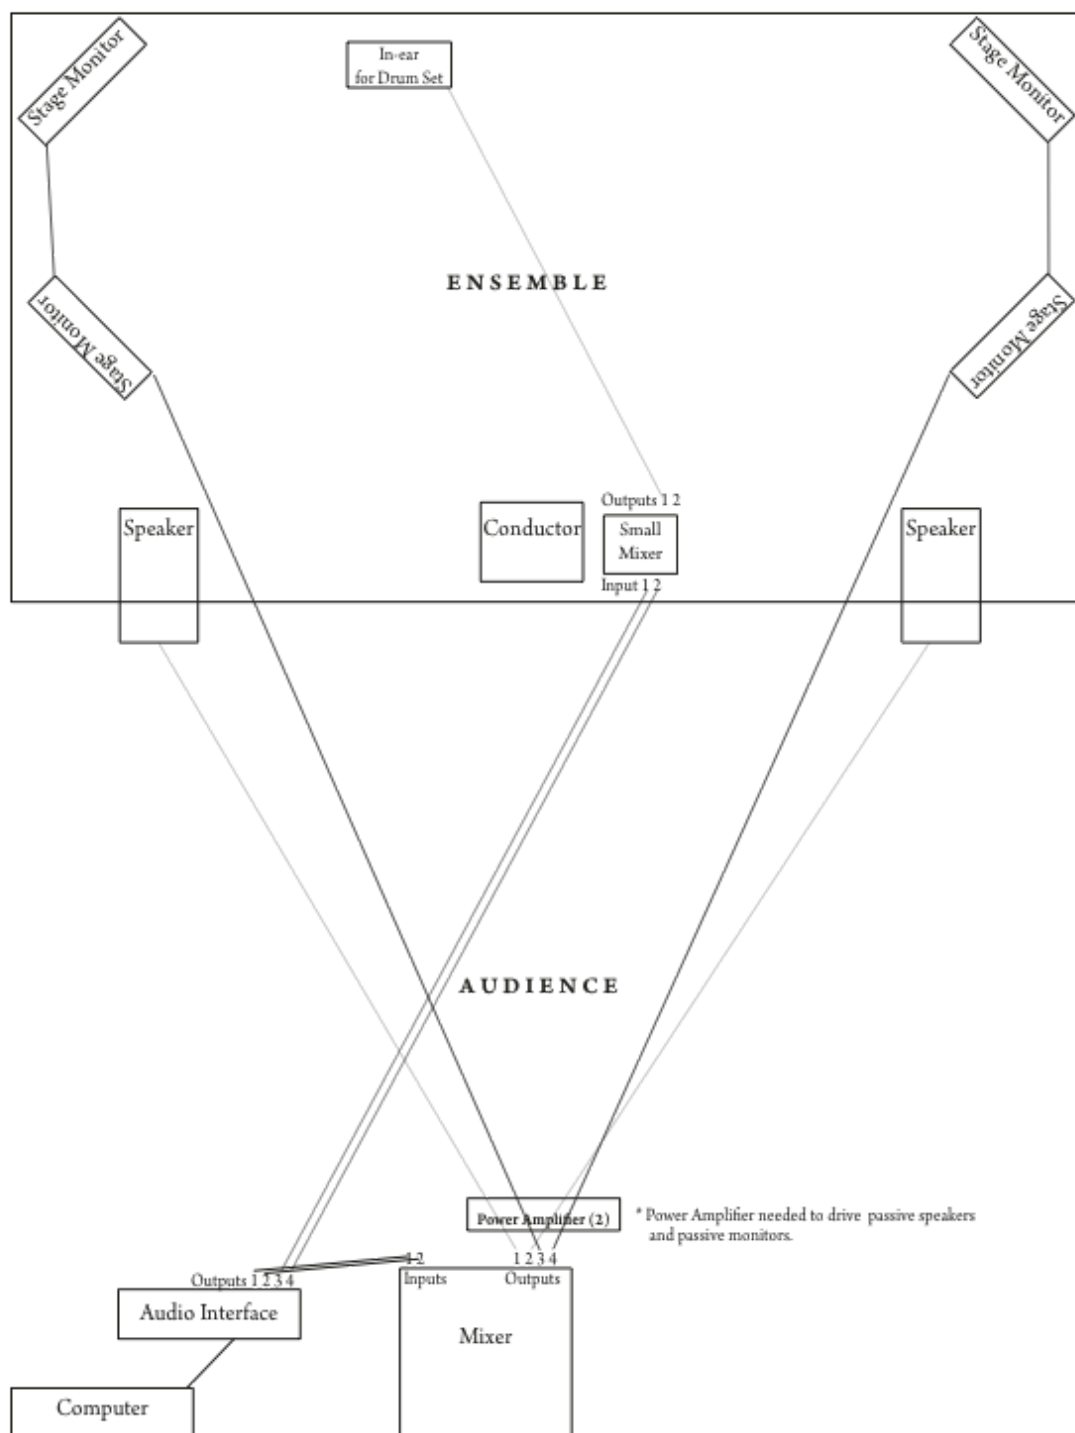 Stage Monitor
In-ear
for Drum Set
Stage Monitor
ENSEMBLE
Stage Monitor
Stage Monitor
Outputs 1 2
Speaker
Conductor
Small
Mixer
Speaker
Input 1 2
AUDIENCE
Power Amplifier (2)
* Power Amplifier needed to drive passive speakers
and passive monitors.
1 2
1 2 3 4
Outputs 1 2 3 4
Inputs
Outputs
Audio Interface
Mixer
Computer